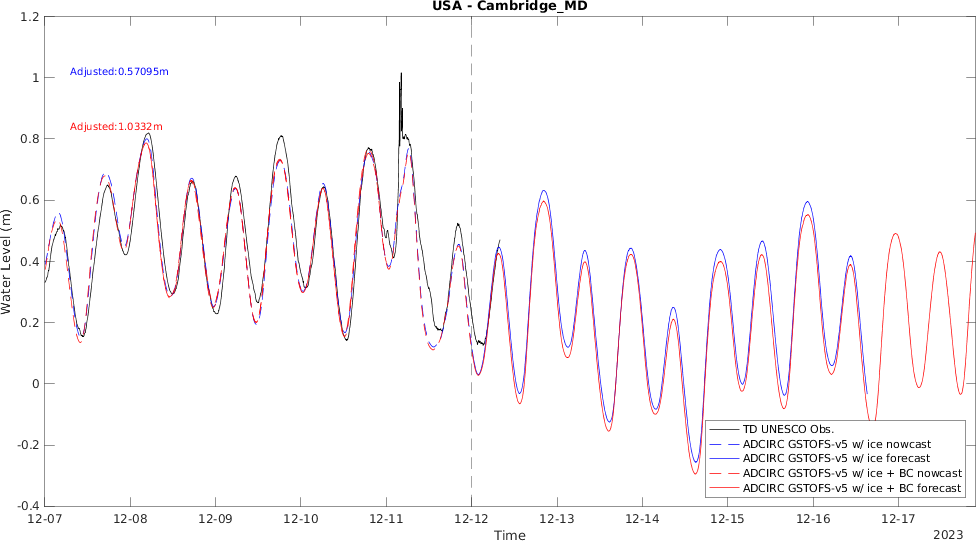 USA - Cambridge_MD
1.2
1
0.8
0.6
0.4
0.2
0
-0.2
-0.4
Water Level (m)
Adjusted:0.57095m
Adjusted:1.0332m
TD UNESCO Obs.
ADCIRC GSTOFS-v5 w/ ice nowcast
ADCIRC GSTOFS-v5 w/ ice forecast
ADCIRC GSTOFS-v5 w/ ice + BC nowcast
ADCIRC GSTOFS-v5 w/ ice + BC forecast
12-07 12-08 12-09 12-10 12-11 12-12 12-13 12-14 12-15 12-16 12-17
Time
2023